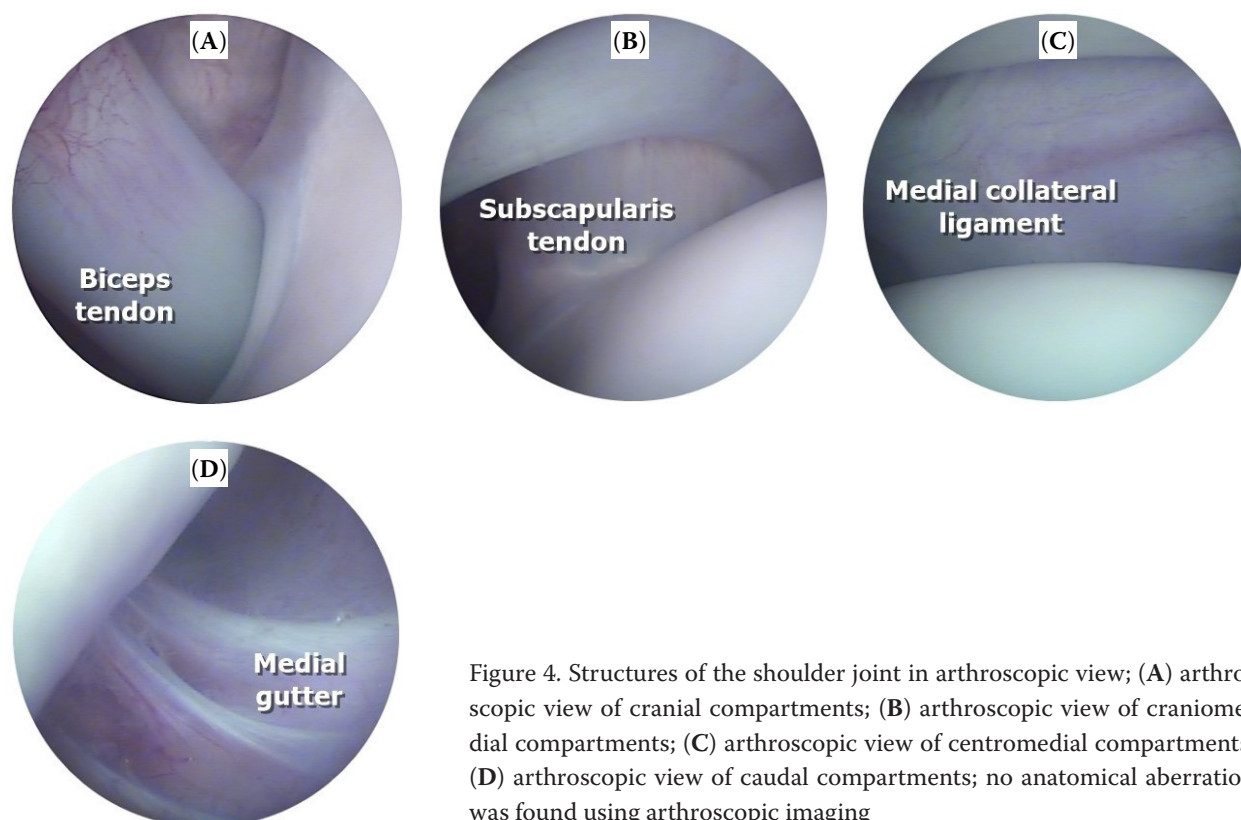 (A)
(B)
(C)
Biceps
tendon
Subscapularis
tendon
Medial collateral
ligament
(D)
Medial
gutter
Figure 4. Structures of the shoulder joint in arthroscopic view; (A) arthro-
scopic view of cranial compartments; (B) arthroscopic view of craniome-
dial compartments; (C) arthroscopic view of centromedial compartments
(D) arthroscopic view of caudal compartments; no anatomical aberration
was found using arthroscopic imaging